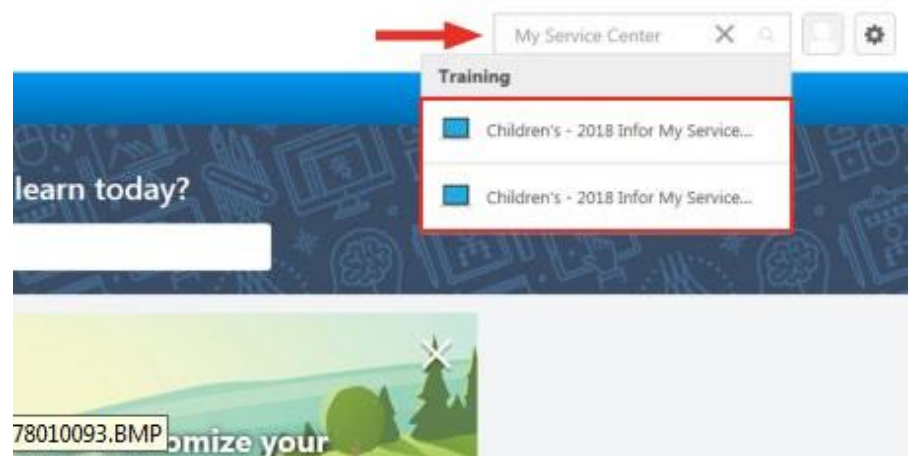 My Service Center
Training
Children's - 2018 Infor My Service...
Children's - 2018 Infor My Service...
learn today?
78010093.BMP
omize your